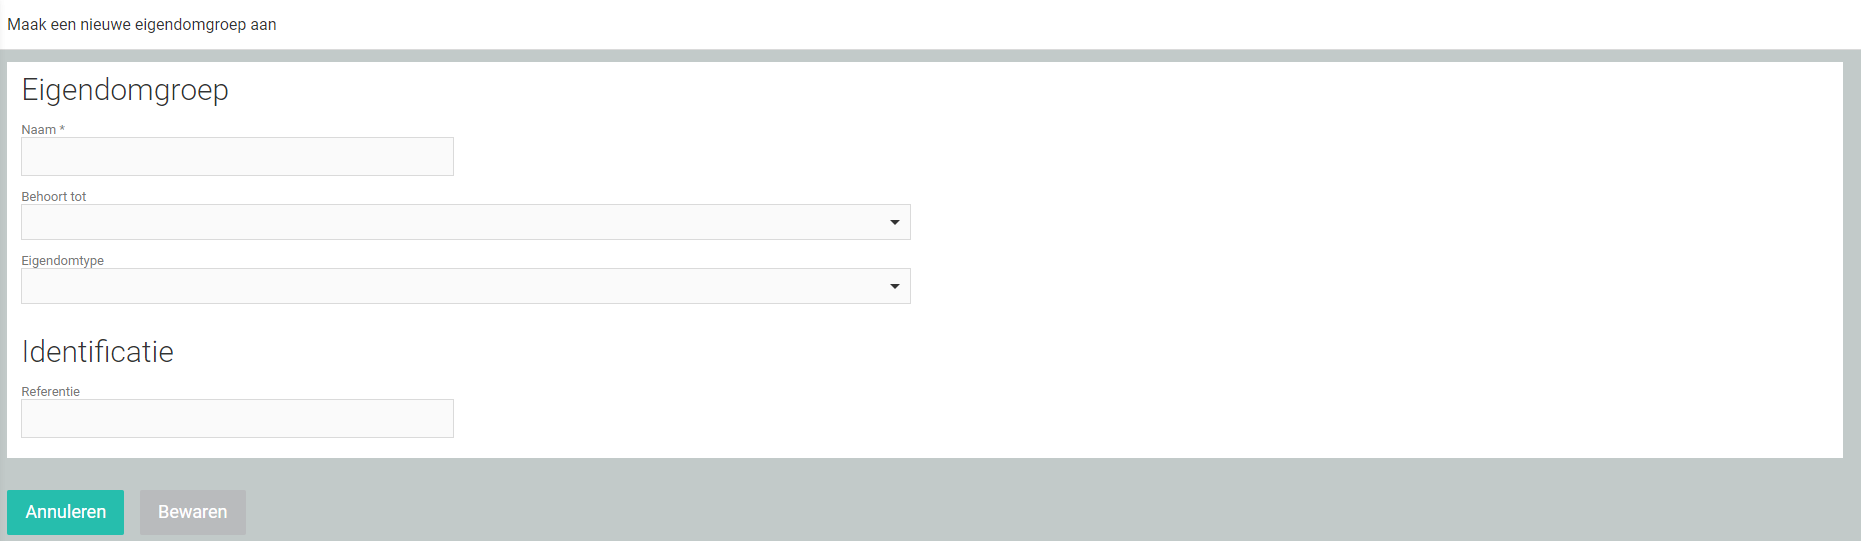 Maak een nieuwe eigendomgroep aan
Eigendomgroep
Naam *
Behoort tot
Eigendomtype
Identificatie
Referentie
Annuleren Bewaren